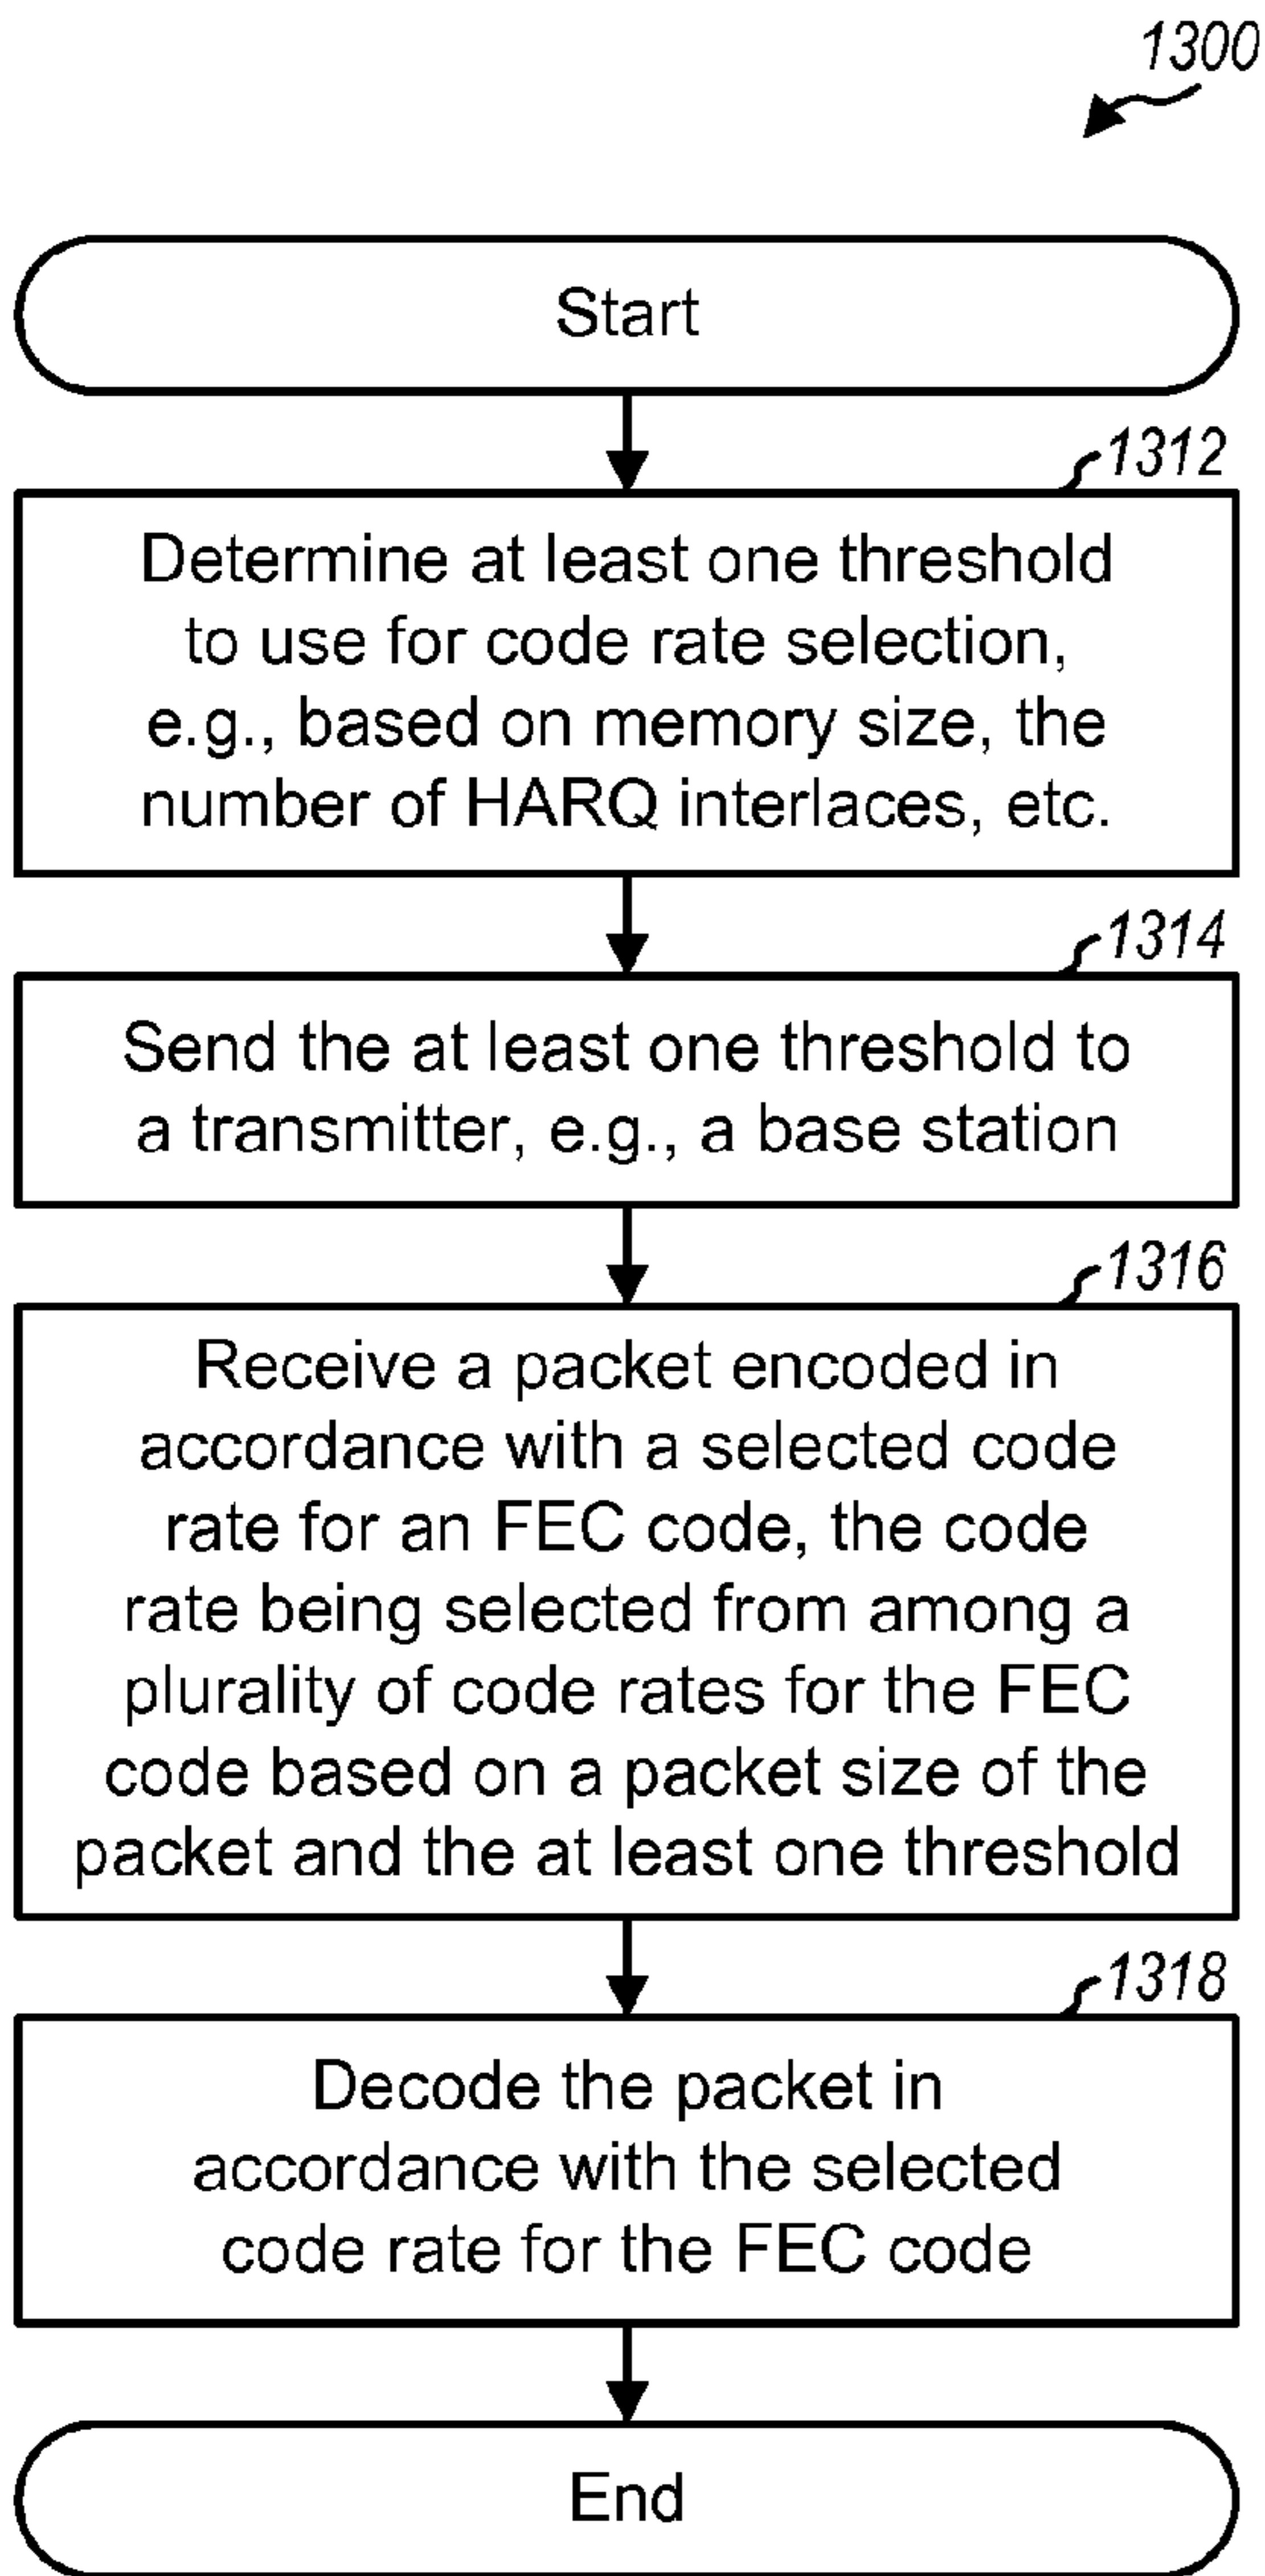 1300
Start
1312
Determine at least one threshold
to use for code rate selection,
e.g., based on memory size, the
number of HARQ interlaces, etc.
1314
Send the at least one threshold to
a transmitter, e.g., a base station
1316
Receive a packet encoded in
accordance with a selected code
rate for an FEC code, the code
rate being selected from among a
plurality of code rates for the FEC
code based on a packet size of the
packet and the at least one threshold
1318
Decode the packet in
accordance with the selected
code rate for the FEC code
End